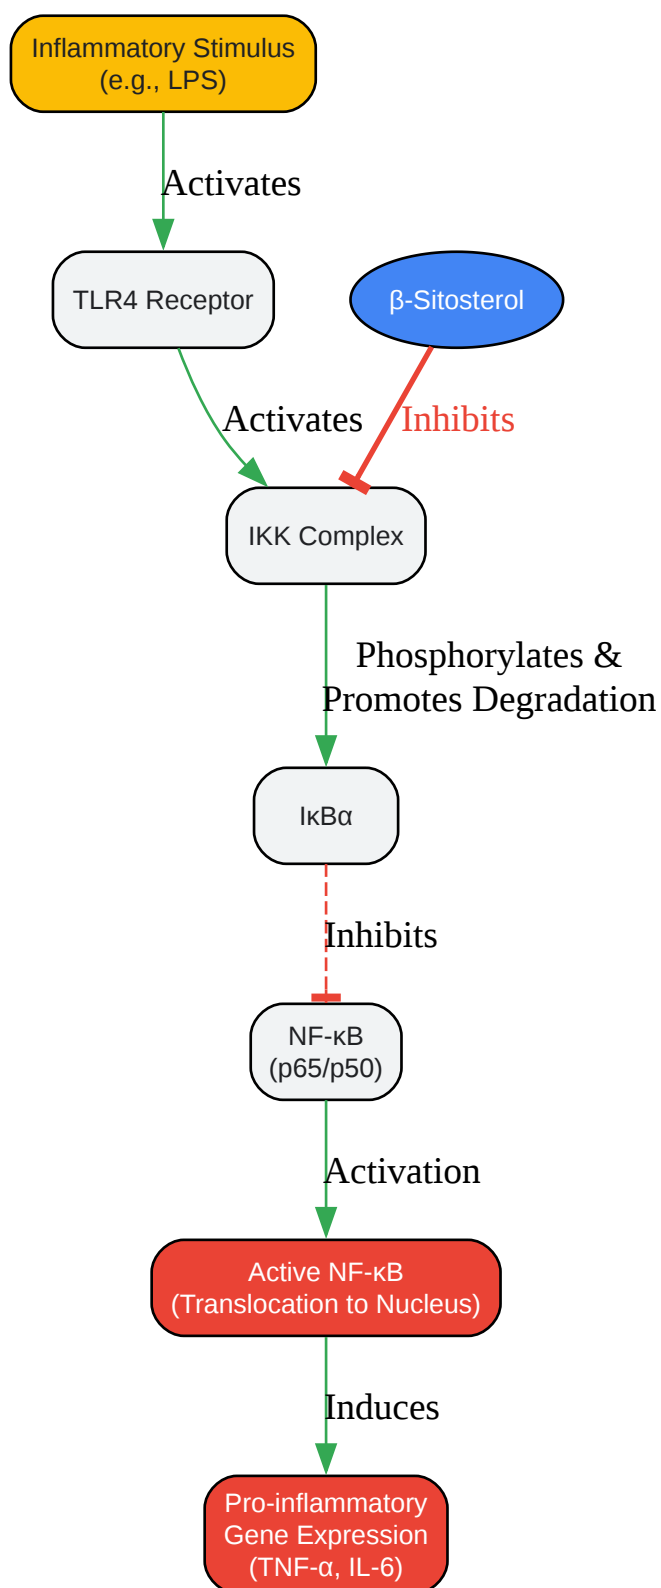 Inflammatory Stimulus
(e.g., LPS)
Activates
TLR4 Receptor
β-Sitosterol
Activates
Inhibits
IKK Complex
Phosphorylates &
Promotes Degradation
IκBα
Inhibits
NF-κB
(p65/p50)
Activation
Active NF-κB
(Translocation to Nucleus)
Induces
Pro-inflammatory
Gene Expression
(TNF-α, IL-6)